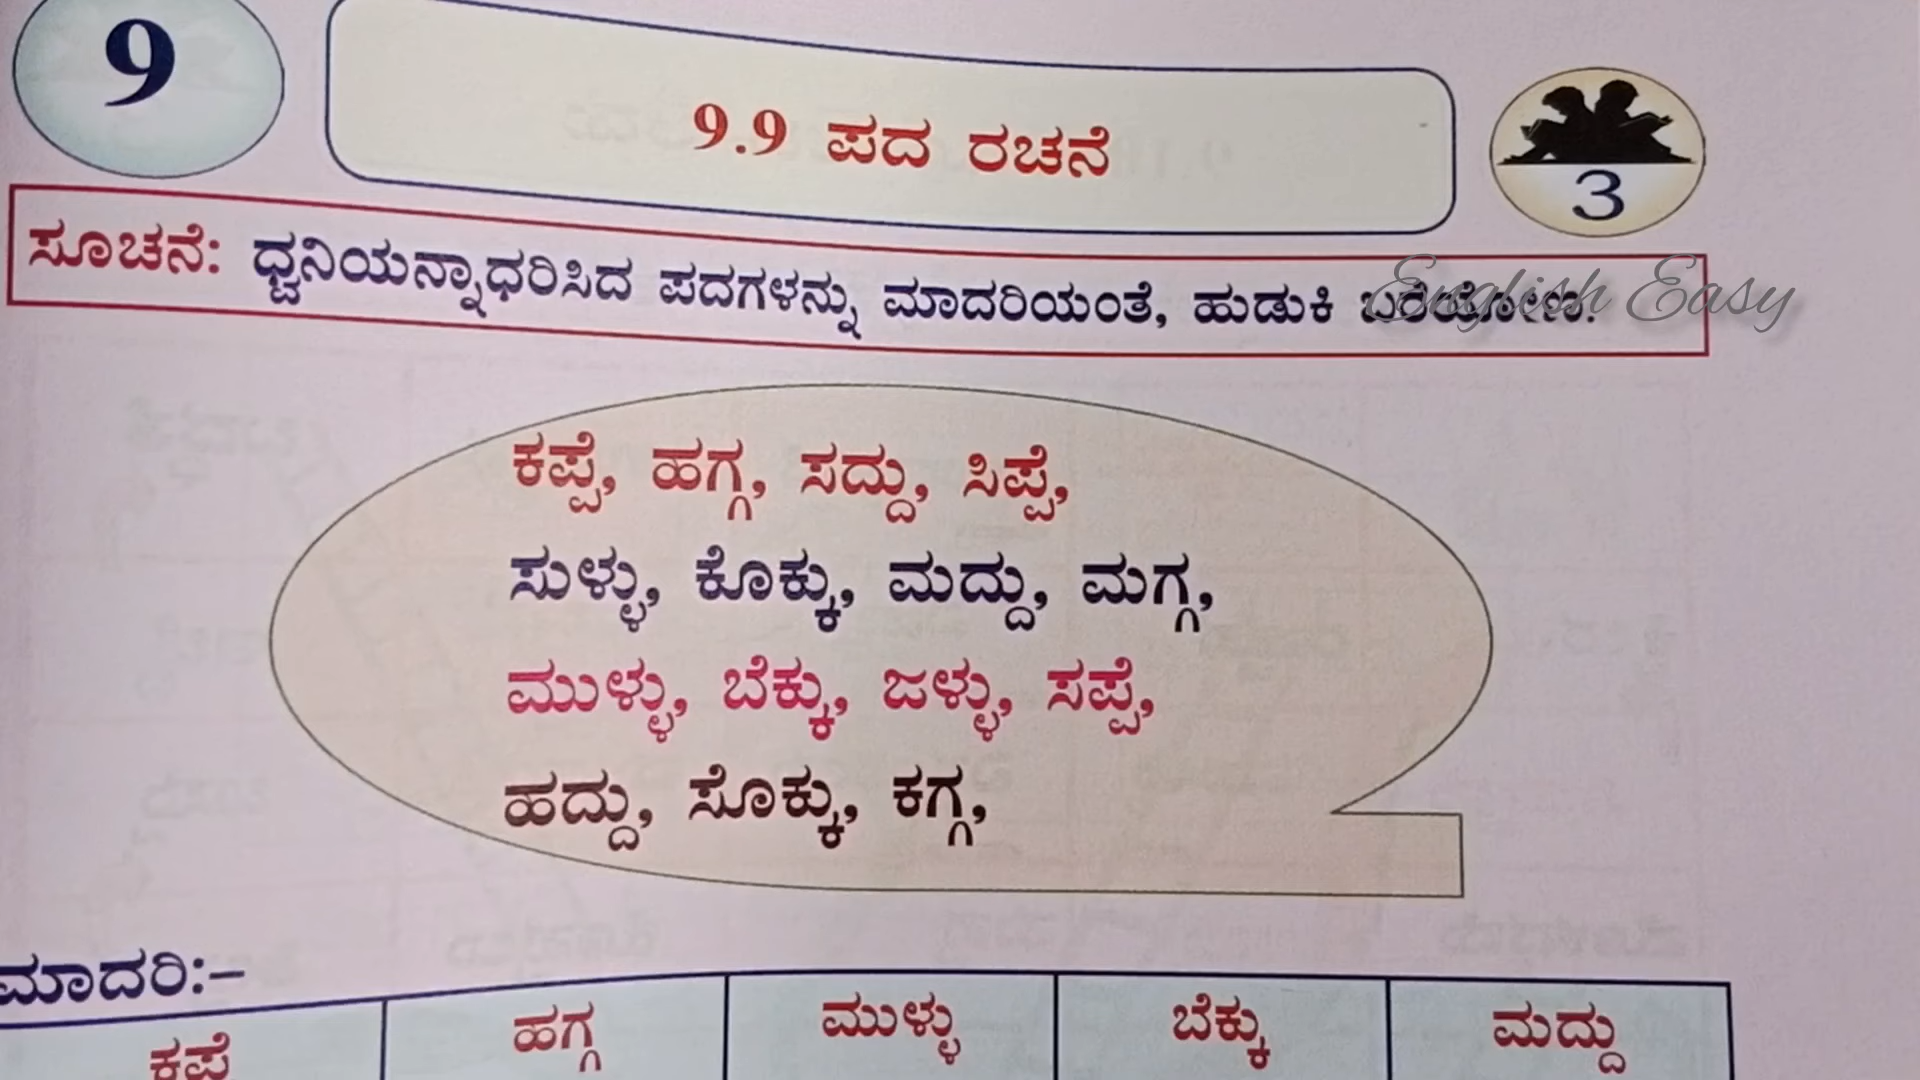 9
9.9 ಪದ ರಚನೆ
3
ಸೂಚನೆ: ಧ್ವನಿಯನ್ನಾಧರಿಸಿದ ಪದಗಳನ್ನು ಮಾದರಿಯಂತೆ, ಹುಡುಕಿ ಬರೆಯೋಣ.
English Easy
ಕಪ್ಪೆ, ಹಗ್ಗ, ಸದ್ದು, ಸಿಪ್ಪೆ,
ಸುಳ್ಳು, ಕೊಕ್ಕು, ಮದ್ದು, ಮಗ್ಗ,
ಮುಳ್ಳು, ಬೆಕ್ಕು, ಜಳ್ಳು, ಸಪ್ಪೆ,
ಹದ್ದು, ಸೊಕ್ಕು, ಕಗ್ಗ,
ಮಾದರಿ:–
ಕಪ್ಪೆ ಹಗ್ಗ ಮುಳ್ಳು ಬೆಕ್ಕು ಮದ್ದು